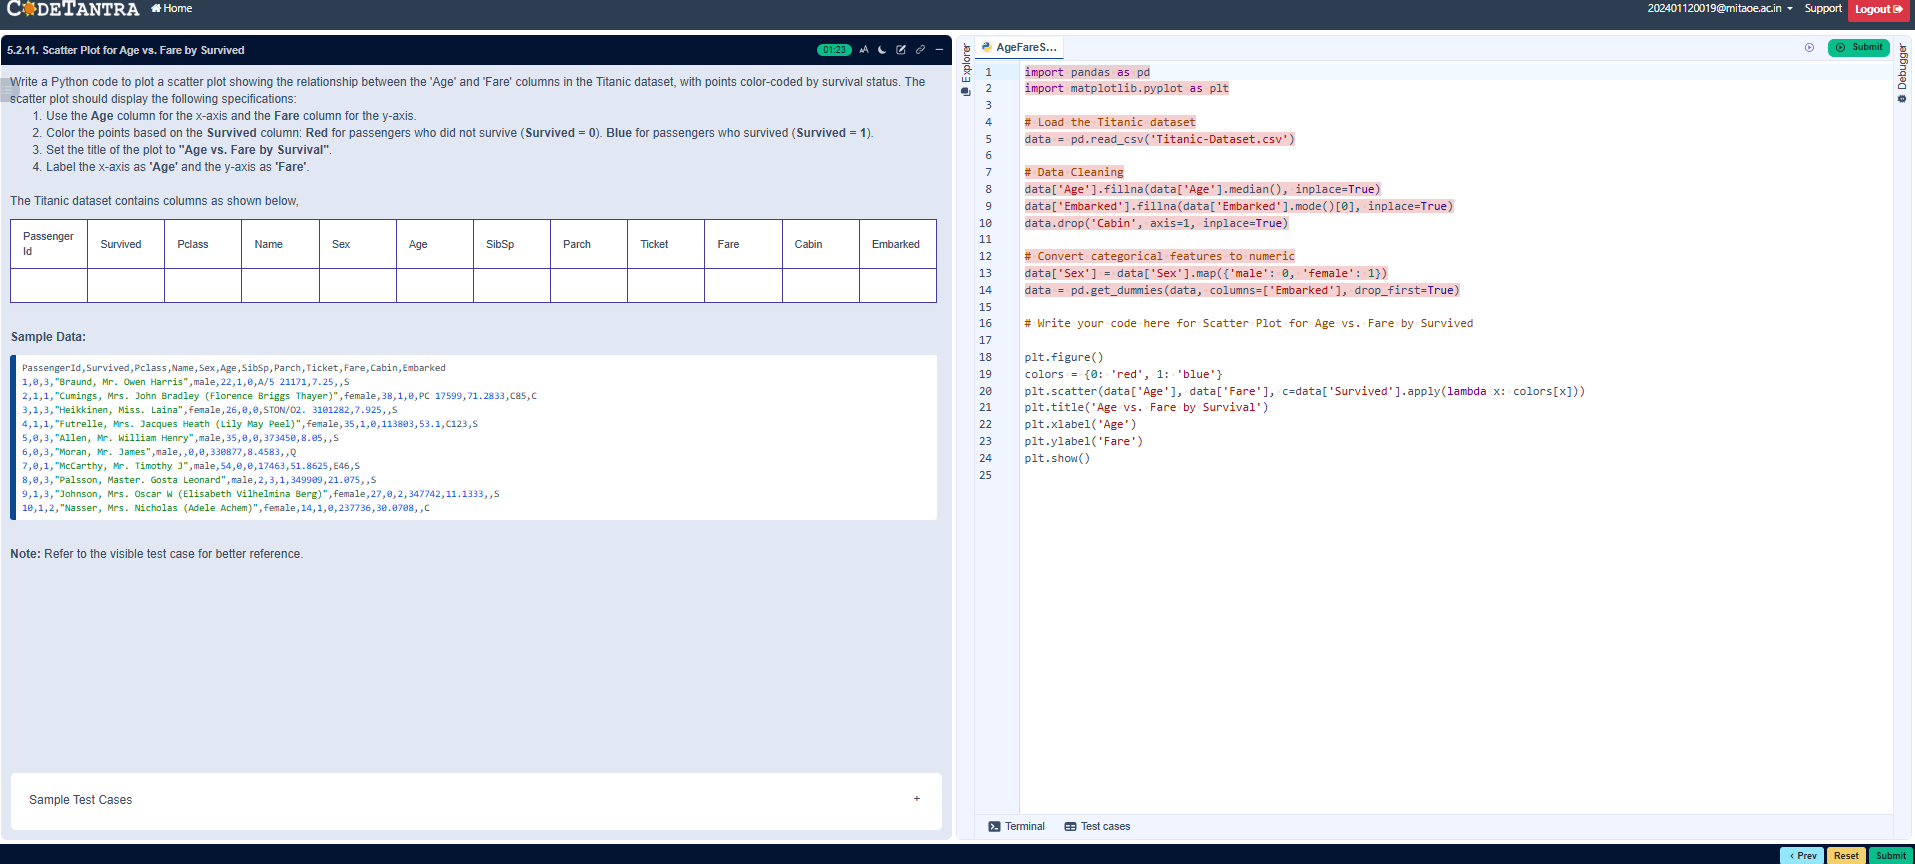 CODETANTRA Home
202401120019@mitaoe.ac.in Support Logout
5.2.11. Scatter Plot for Age vs. Fare by Survived
01:23
Write a Python code to plot a scatter plot showing the relationship between the 'Age' and 'Fare' columns in the Titanic dataset, with points color-coded by survival status. The
scatter plot should display the following specifications:
1. Use the Age column for the x-axis and the Fare column for the y-axis.
2. Color the points based on the Survived column: Red for passengers who did not survive (Survived = 0). Blue for passengers who survived (Survived = 1).
3. Set the title of the plot to "Age vs. Fare by Survival".
4. Label the x-axis as 'Age' and the y-axis as 'Fare'.
The Titanic dataset contains columns as shown below,
Passenger Id Survived Pclass Name Sex Age SibSp Parch Ticket Fare Cabin Embarked
Sample Data:
PassengerId,Survived,Pclass,Name,Sex,Age,SibSp,Parch,Ticket,Fare,Cabin,Embarked
1,0,3,"Braund, Mr. Owen Harris",male,22,1,0,A/5 21171,7.25,,S
2,1,1,"Cumings, Mrs. John Bradley (Florence Briggs Thayer)",female,38,1,0,PC 17599,71.2833,C85,C
3,1,3,"Heikkinen, Miss. Laina",female,26,0,0,STON/O2. 3101282,7.925,,S
4,1,1,"Futrelle, Mrs. Jacques Heath (Lily May Peel)",female,35,1,0,113803,53.1,C123,S
5,0,3,"Allen, Mr. William Henry",male,35,0,0,373450,8.05,,S
6,0,3,"Moran, Mr. James",male,,0,0,330877,8.4583,,Q
7,0,1,"McCarthy, Mr. Timothy J",male,54,0,0,17463,51.8625,E46,S
8,0,3,"Palsson, Master. Gosta Leonard",male,2,3,1,349909,21.075,,S
9,1,3,"Johnson, Mrs. Oscar W (Elisabeth Vilhelmina Berg)",female,27,0,2,347742,11.1333,,S
10,1,2,"Nasser, Mrs. Nicholas (Adele Achem)",female,14,1,0,237736,30.0708,,C
Note: Refer to the visible test case for better reference.
Sample Test Cases +
Explorer
AgeFareS...
Submit
Debugger
1 import pandas as pd
2 import matplotlib.pyplot as plt
3
4 # Load the Titanic dataset
5 data = pd.read_csv('Titanic-Dataset.csv')
6
7 # Data Cleaning
8 data['Age'].fillna(data['Age'].median(), inplace=True)
9 data['Embarked'].fillna(data['Embarked'].mode()[0], inplace=True)
10 data.drop('Cabin', axis=1, inplace=True)
11
12 # Convert categorical features to numeric
13 data['Sex'] = data['Sex'].map({'male': 0, 'female': 1})
14 data = pd.get_dummies(data, columns=['Embarked'], drop_first=True)
15
16 # Write your code here for Scatter Plot for Age vs. Fare by Survived
17
18 plt.figure()
19 colors = {0: 'red', 1: 'blue'}
20 plt.scatter(data['Age'], data['Fare'], c=data['Survived'].apply(lambda x: colors[x]))
21 plt.title('Age vs. Fare by Survival')
22 plt.xlabel('Age')
23 plt.ylabel('Fare')
24 plt.show()
25
Terminal Test cases
< Prev Reset Submit